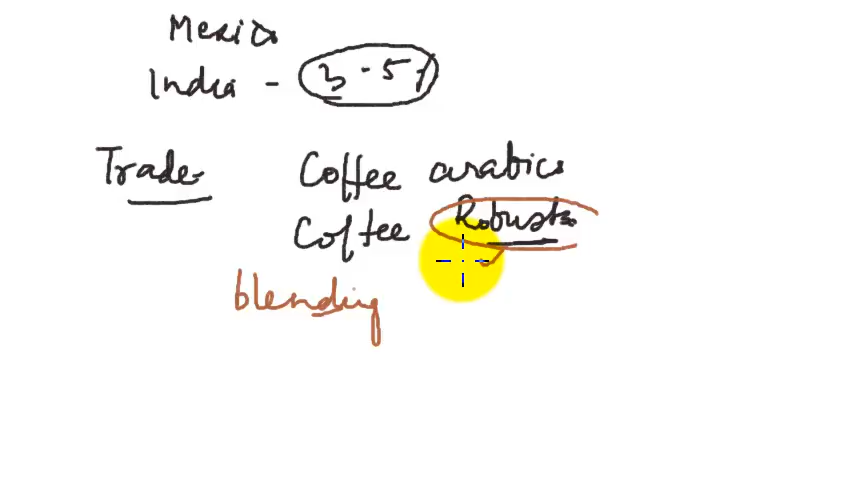 Mexico
India - 3.5%
Trade Coffee arabica
Coffee Robusta
blending